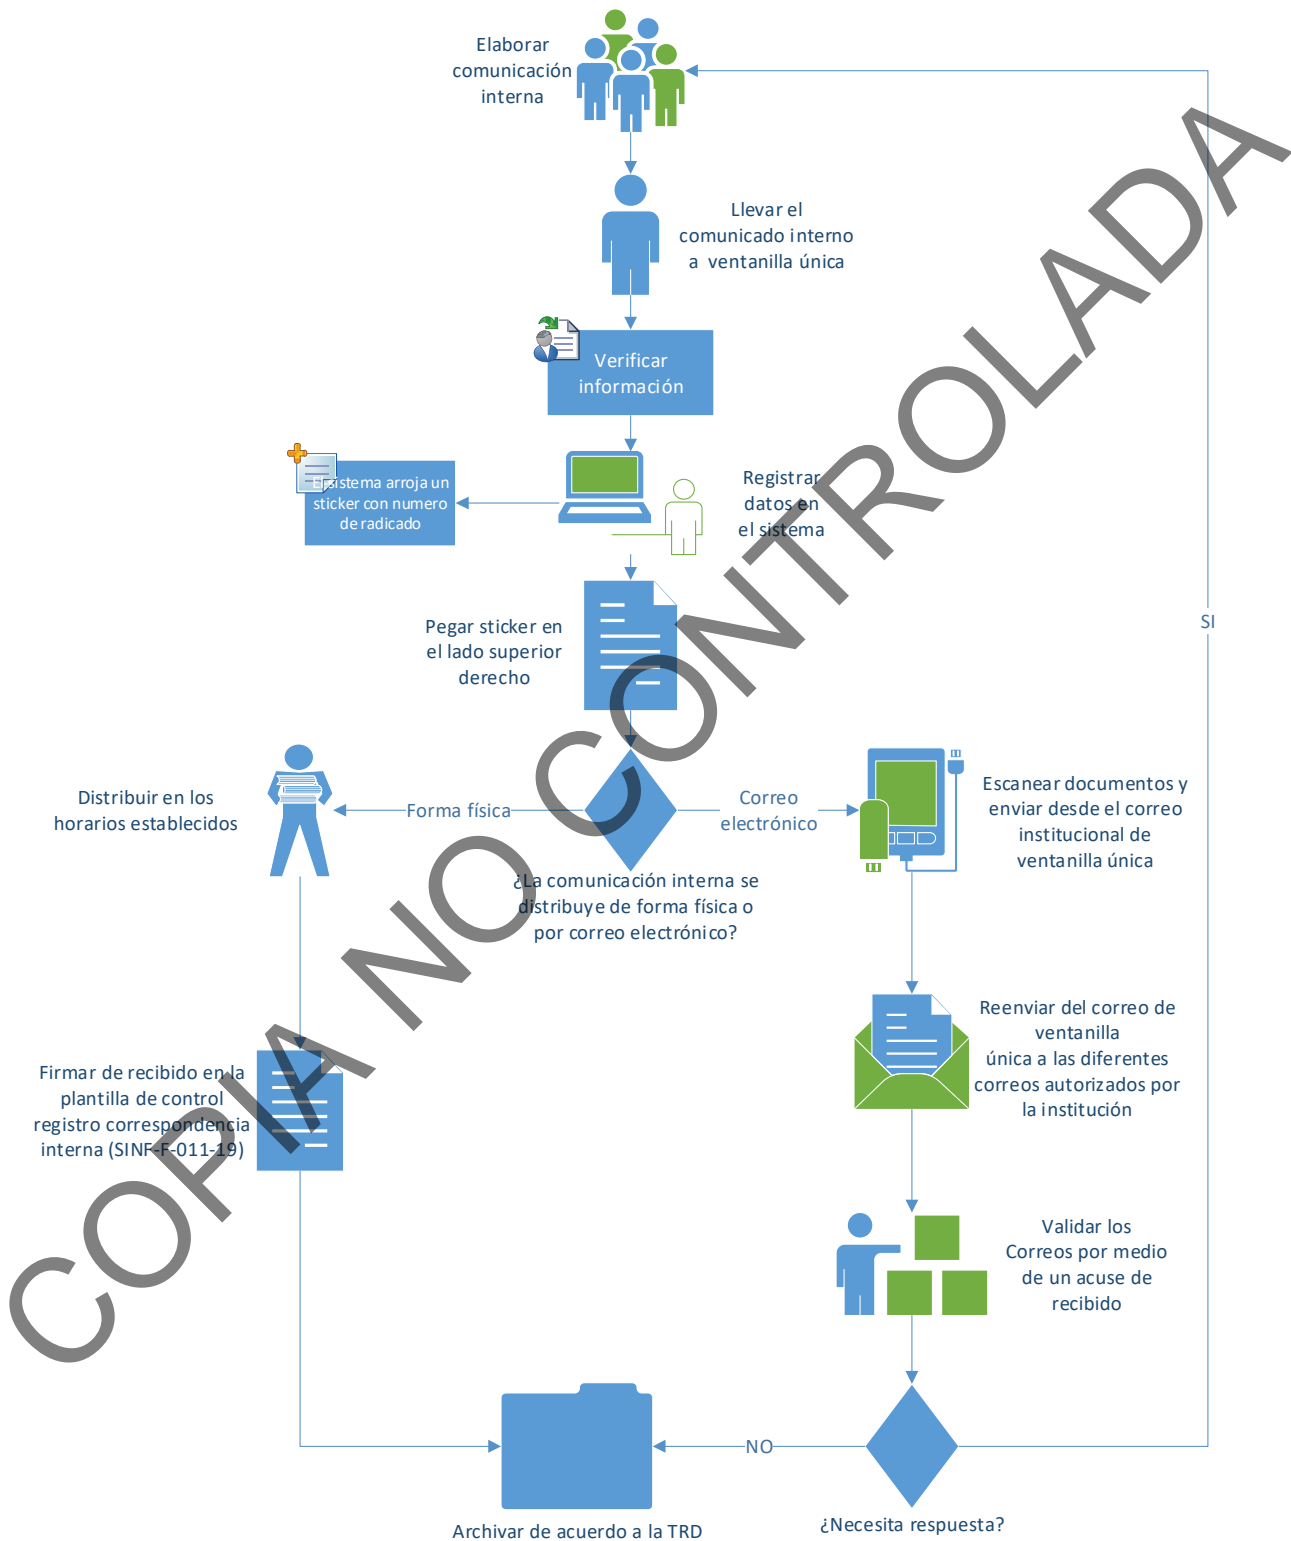 Elaborar
comunicación
interna
Llevar el
comunicado interno
a ventanilla única
Verificar
información
El sistema arroja un
sticker con numero
de radicado
Registrar
datos en
el sistema
Pegar sticker en
el lado superior
derecho
SI
Distribuir en los
horarios establecidos
Forma física
Correo
electrónico
Escanear documentos y
enviar desde el correo
institucional de
ventanilla única
¿La comunicación interna se
distribuye de forma física o
por correo electrónico?
Reenviar del correo de
ventanilla
única a las diferentes
correos autorizados por
la institución
Firmar de recibido en la
plantilla de control
registro correspondencia
interna (SINF-F-011-19)
Validar los
Correos por medio
de un acuse de
recibido
NO
¿Necesita respuesta?
Archivar de acuerdo a la TRD
COPIA NO CONTROLADA